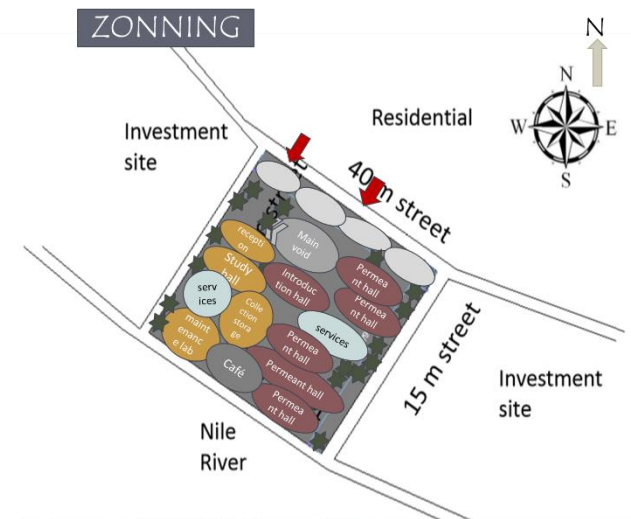 ZONNING
N
N
W
E
S
Residential
Investment
site
40 m street
recepti
on
Main
void
Study
hall
Introduc
tion hall
Permea
nt hall
Permea
nt hall
serv
ices
Colle
ction
stora
ge
services
maint
enanc
e lab
Permea
nt hall
Café
Permeant hall
Permea
nt hall
15 m street
Investment
site
Nile
River